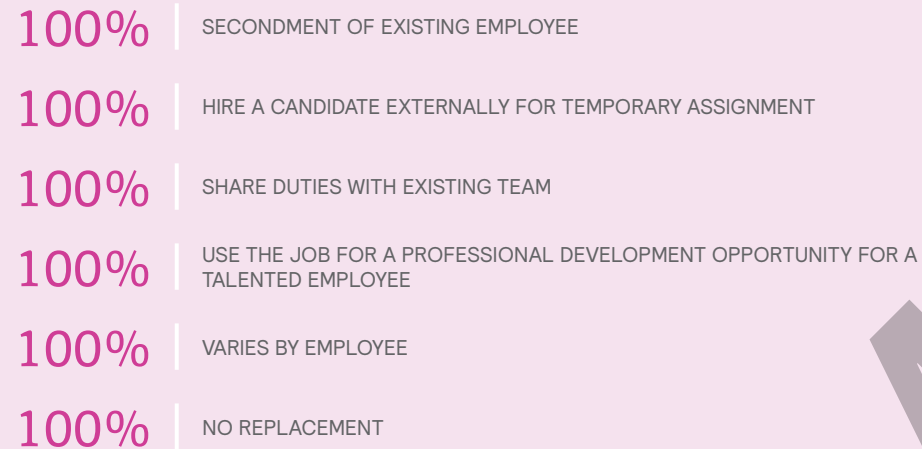 100% SECONDMENT OF EXISTING EMPLOYEE
100% HIRE A CANDIDATE EXTERNALLY FOR TEMPORARY ASSIGNMENT
100% SHARE DUTIES WITH EXISTING TEAM
100% USE THE JOB FOR A PROFESSIONAL DEVELOPMENT OPPORTUNITY FOR A
TALENTED EMPLOYEE
100% VARIES BY EMPLOYEE
100% NO REPLACEMENT